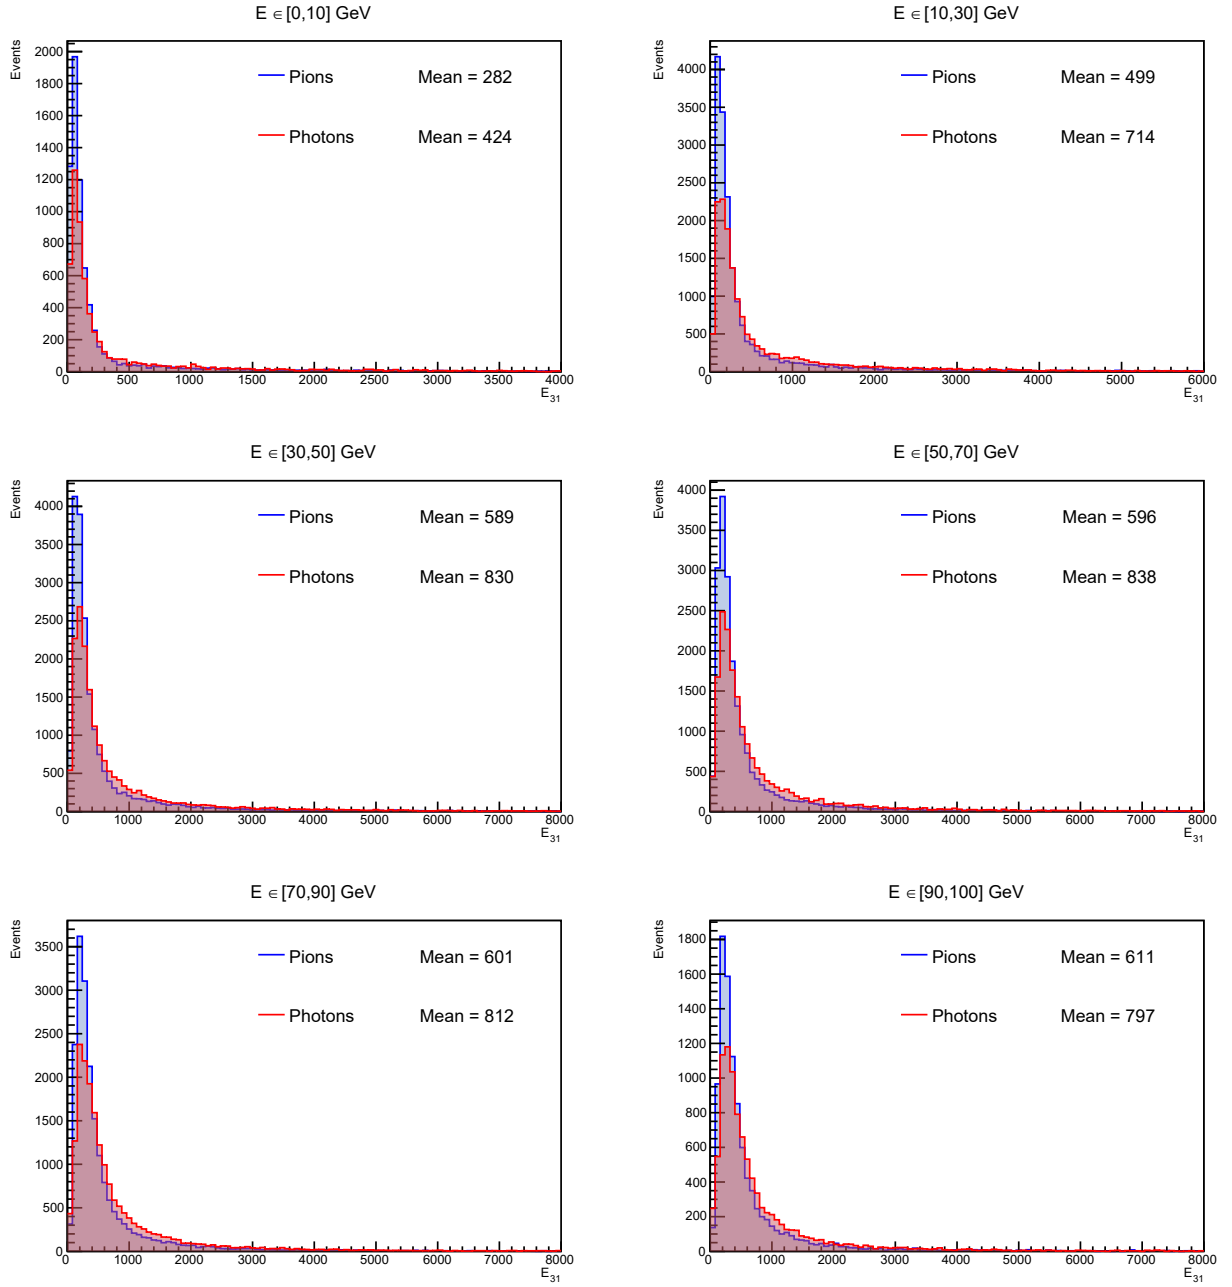 E ∈ [0,10] GeV
Events
2000
1800
1600
1400
1200
1000
800
600
400
200
0
Pions Mean = 282
Photons Mean = 424
0 500 1000 1500 2000 2500 3000 3500 4000
E31
E ∈ [10,30] GeV
Events
4000
3500
3000
2500
2000
1500
1000
500
0
Pions Mean = 499
Photons Mean = 714
0 1000 2000 3000 4000 5000 6000
E31
E ∈ [30,50] GeV
Events
4000
3500
3000
2500
2000
1500
1000
500
0
Pions Mean = 589
Photons Mean = 830
0 1000 2000 3000 4000 5000 6000 7000 8000
E31
E ∈ [50,70] GeV
Events
4000
3500
3000
2500
2000
1500
1000
500
0
Pions Mean = 596
Photons Mean = 838
0 1000 2000 3000 4000 5000 6000 7000 8000
E31
E ∈ [70,90] GeV
Events
3500
3000
2500
2000
1500
1000
500
0
Pions Mean = 601
Photons Mean = 812
0 1000 2000 3000 4000 5000 6000 7000 8000
E31
E ∈ [90,100] GeV
Events
1800
1600
1400
1200
1000
800
600
400
200
0
Pions Mean = 611
Photons Mean = 797
0 1000 2000 3000 4000 5000 6000 7000 8000
E31